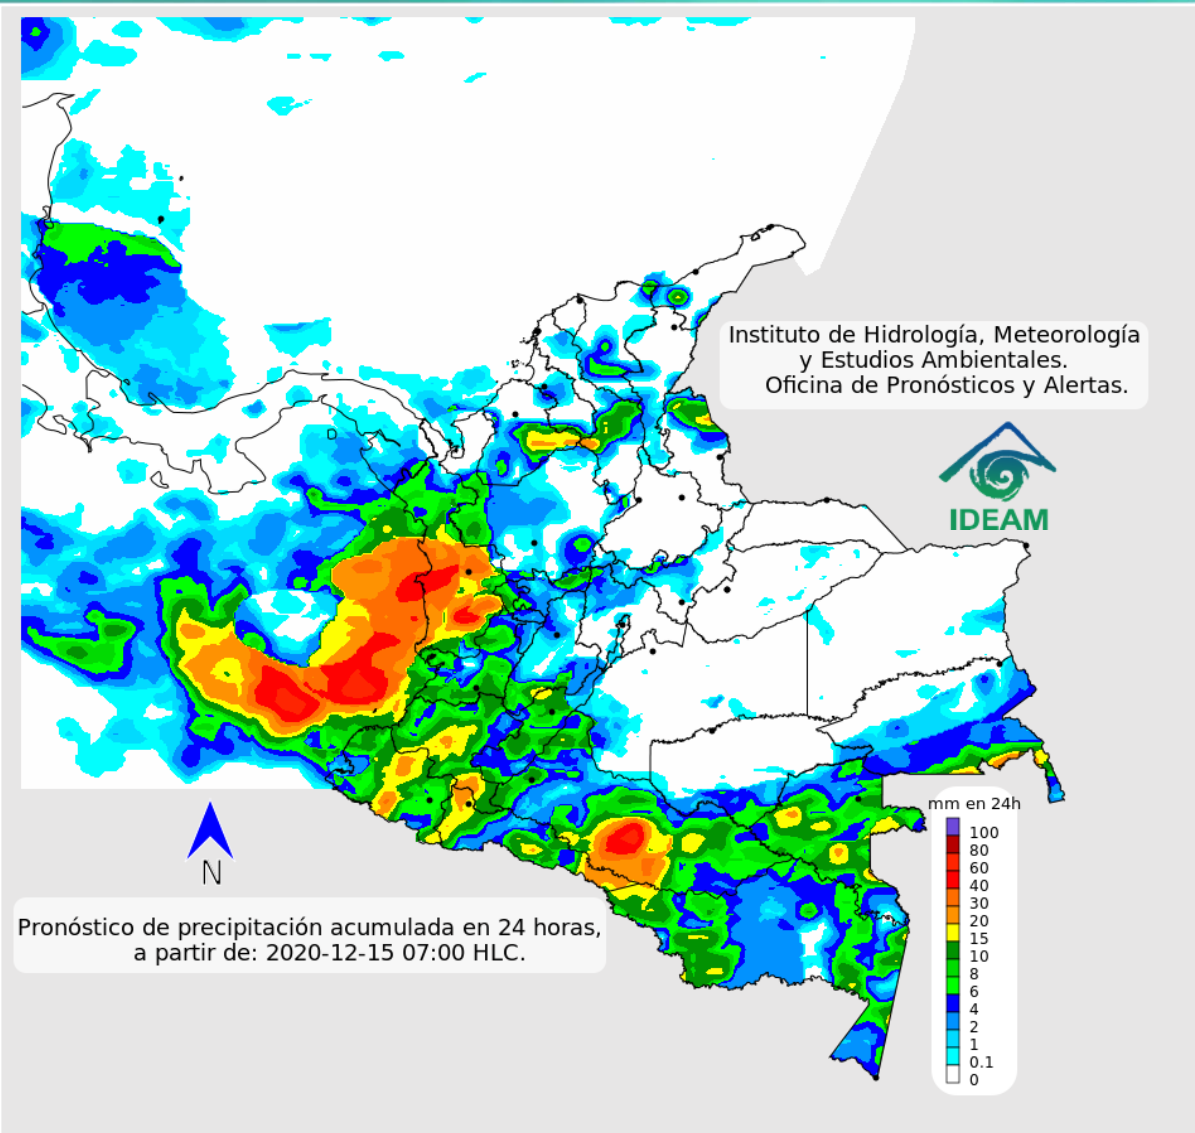 Instituto de Hidrología, Meteorología
y Estudios Ambientales.
Oficina de Pronósticos y Alertas.
IDEAM
mm en 24h
100
80
60
40
30
20
15
10
8
6
4
2
1
0.1
0
N
Pronóstico de precipitación acumulada en 24 horas,
a partir de: 2020-12-15 07:00 HLC.